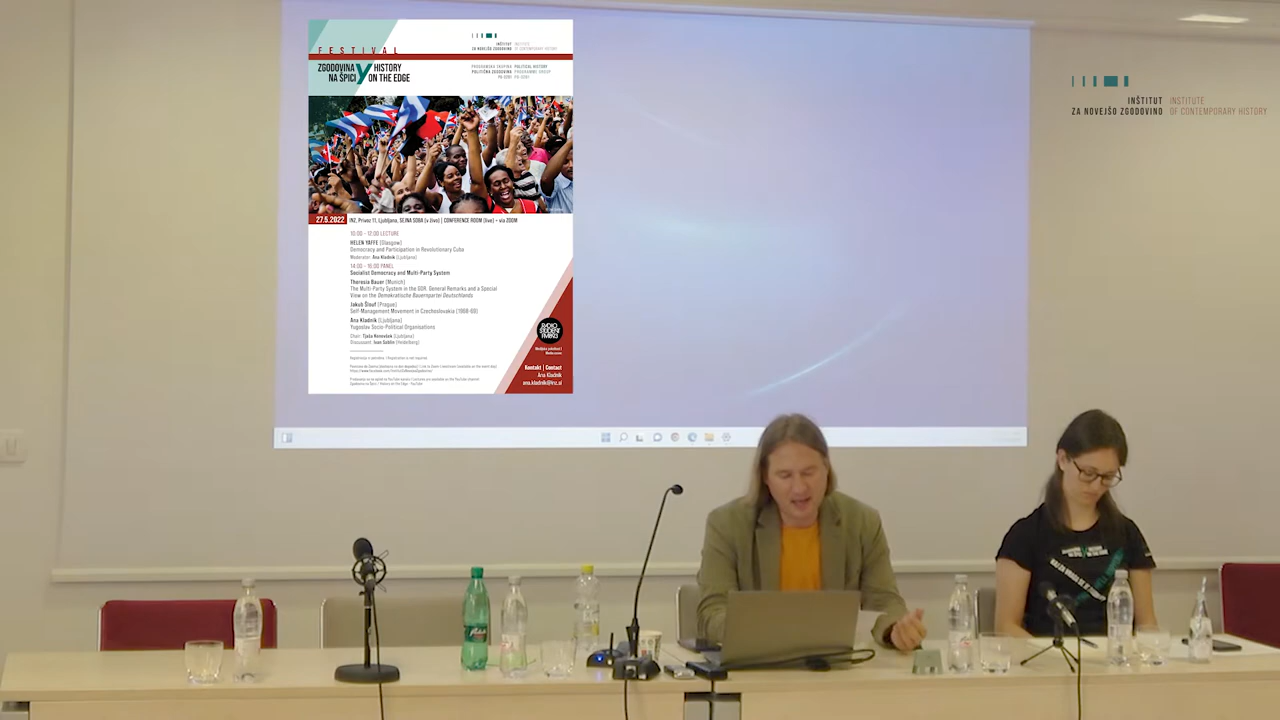 FESTIVAL
ZGODOVINA NA ŠPICI
HISTORY ON THE EDGE
INŠTITUT ZA NOVEJŠO ZGODOVINO
INSTITUTE OF CONTEMPORARY HISTORY
PROGRAMSKA SKUPINA POLITIČNA ZGODOVINA
POLITICAL HISTORY PROGRAMME GROUP
27.5.2022
INZ, Privoz 11, Ljubljana, SEJNA SOBA (v živo) | CONFERENCE ROOM (live) + via ZOOM
10:00 - 12:00 LECTURE
HELEN YAFFE (Glasgow)
Democracy and Participation in Revolutionary Cuba
Moderator: Ana Kladnik (Ljubljana)
14:00 - 16:00 PANEL
Socialist Democracy and Multi-Party System
Theresia Bauer (Munich)
The Multi-Party System in the GDR. General Remarks and a Special
View on the Demokratische Bauernpartei Deutschlands
Jakub Šlouf (Prague)
Self-Management Movement in Czechoslovakia (1968-69)
Ana Kladnik (Ljubljana)
Yugoslav Socio-Political Organisations
Chair: Tjaša Konovšek (Ljubljana)
Discussant: Ivan Sablin (Heidelberg)
RADIO
ŠTUDENT
Kontakt | Contact
Ana Kladnik
ana.kladnik@inz.si
INŠTITUT
ZA NOVEJŠO ZGODOVINO
INSTITUTE
OF CONTEMPORARY HISTORY